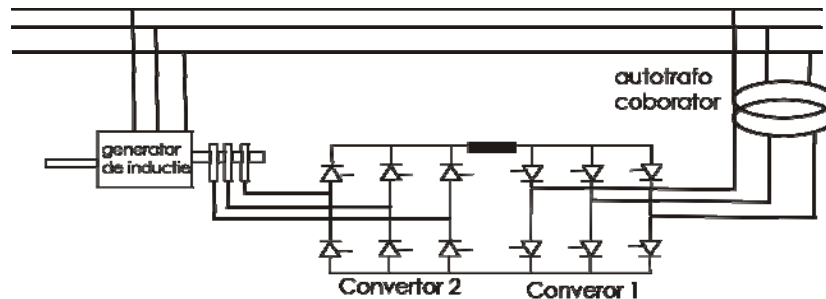 autotrafo
coborator
generator
de inductie
Convertor 2
Converor 1